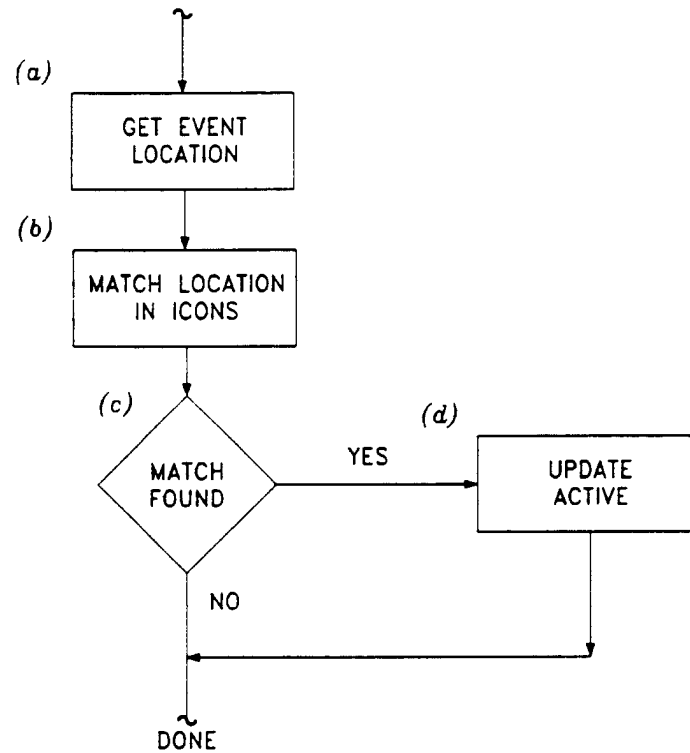 (a)
GET EVENT
LOCATION
(b)
MATCH LOCATION
IN ICONS
(c)
MATCH
FOUND
YES
(d)
UPDATE
ACTIVE
NO
DONE